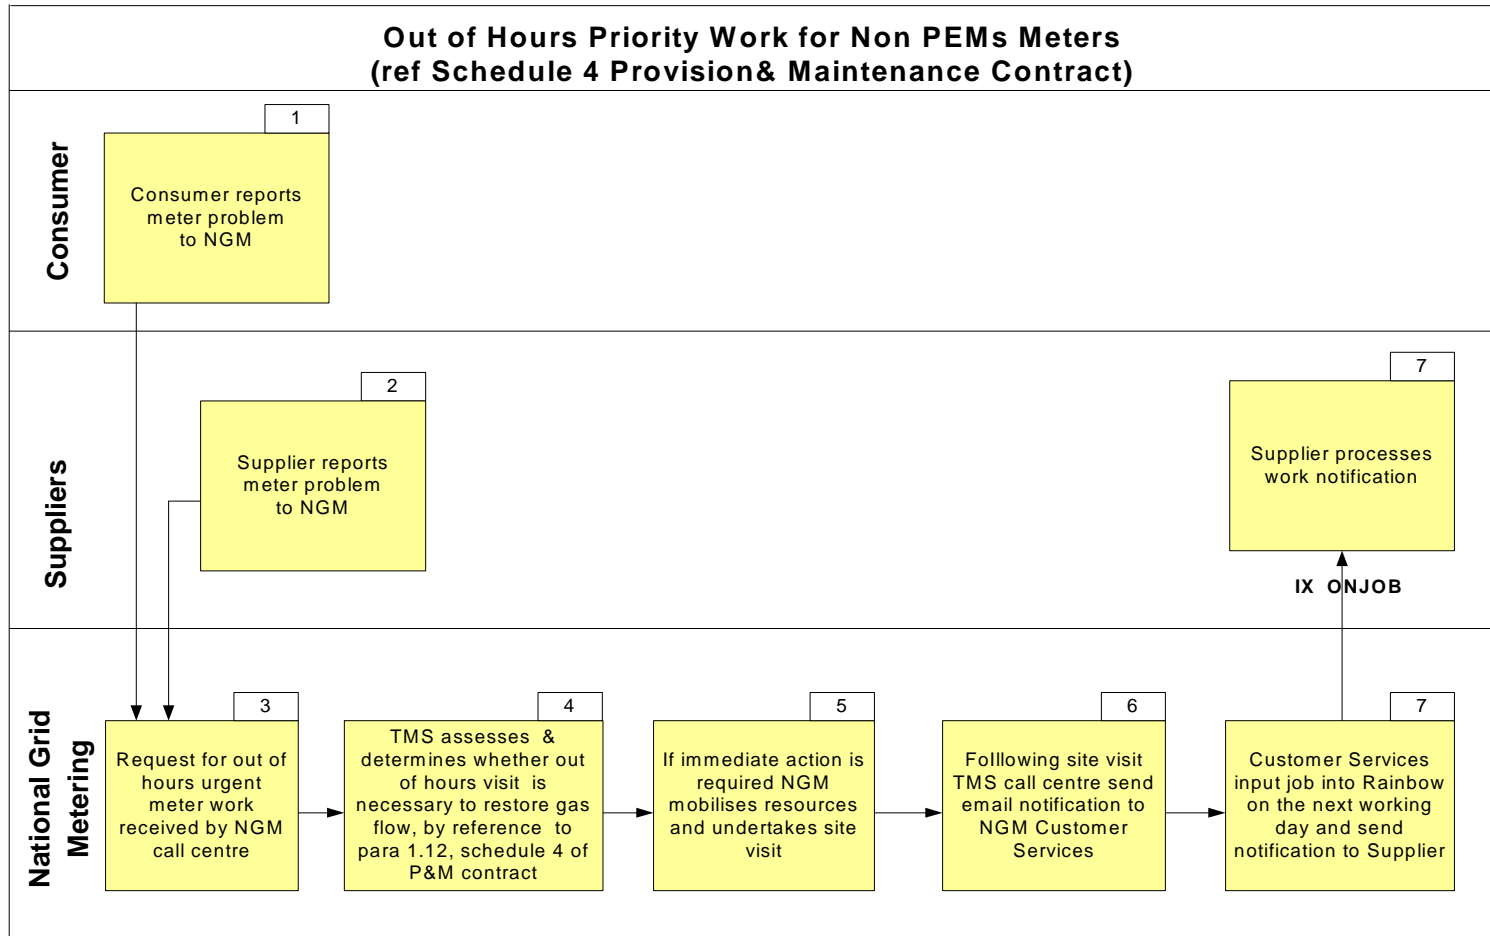 Out of Hours Priority Work for Non PEMs Meters
(ref Schedule 4 Provision& Maintenance Contract)
Consumer
1
Consumer reports
meter problem
to NGM
Suppliers
2
Supplier reports
meter problem
to NGM
7
Supplier processes
work notification
IX ONJOB
National Grid
Metering
3
Request for out of
hours urgent
meter work
received by NGM
call centre
4
TMS assesses &
determines whether out
of hours visit is
necessary to restore gas
flow, by reference to
para 1.12, schedule 4 of
P&M contract
5
If immediate action is
required NGM
mobilises resources
and undertakes site
visit
6
Folllowing site visit
TMS call centre send
email notification to
NGM Customer
Services
7
Customer Services
input job into Rainbow
on the next working
day and send
notification to Supplier